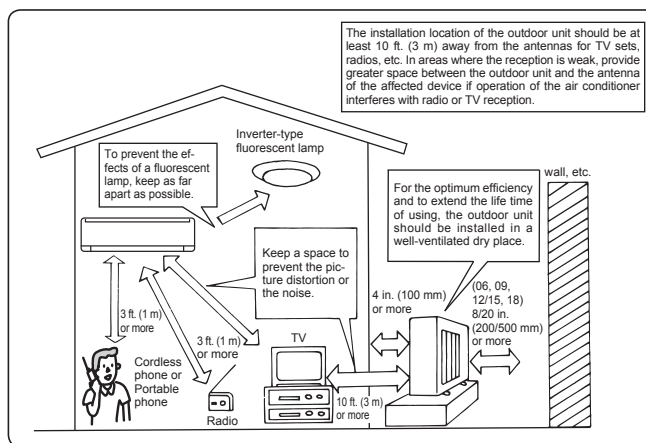 The installation location of the outdoor unit should be at
least 10 ft. (3 m) away from the antennas for TV sets,
radios, etc. In areas where the reception is weak, provide
greater space between the outdoor unit and the antenna
of the affected device if operation of the air conditioner
interferes with radio or TV reception.
Inverter-type
fluorescent lamp
To prevent the ef-
fects of a fluorescent
lamp, keep as far
apart as possible.
wall, etc.
For the optimum efficiency
and to extend the life time
of using, the outdoor unit
should be installed in a
well-ventilated dry place.
Keep a space to
prevent the pic-
ture distortion or
the noise.
4 in. (100 mm)
or more
(06, 09,
12/15, 18)
8/20 in.
(200/500 mm)
or more
3 ft. (1 m)
or more
3 ft. (1 m)
or more
TV
Cordless
phone or
Portable
phone
Radio
10 ft. (3 m)
or more